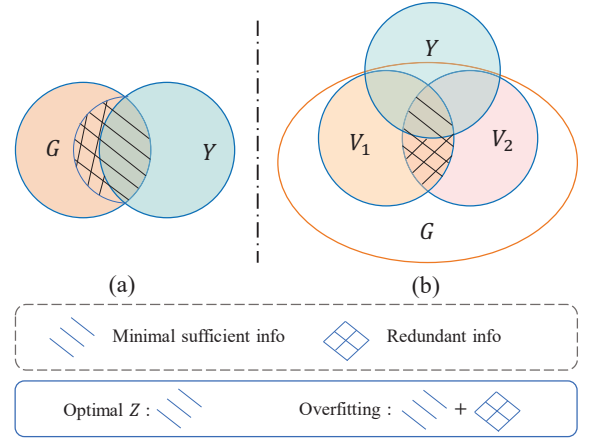 G Y
Y
V1 V2
G
(a) (b)
Minimal sufficient info Redundant info
Optimal Z : Overfitting : +